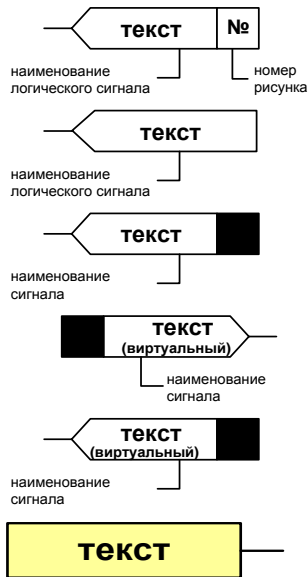 текст №
наименование
логического сигнала
номер
рисунка
текст
наименование
логического сигнала
текст
наименование
сигнала
текст
(виртуальный)
наименование
сигнала
текст
(виртуальный)
наименование
сигнала
текст